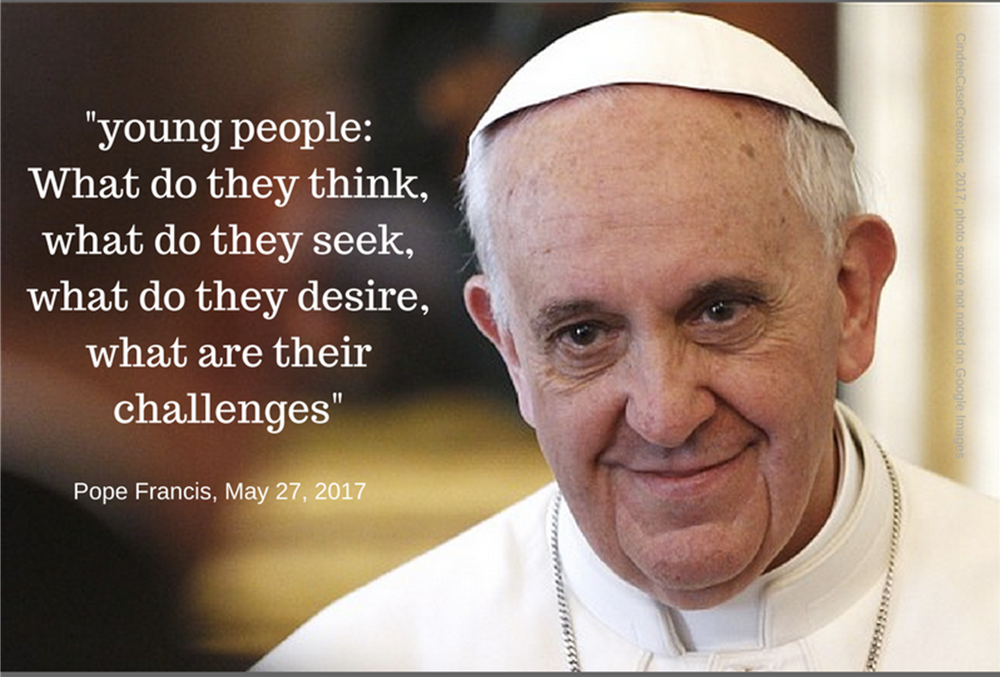 "young people:
What do they think,
what do they seek,
what do they desire,
what are their
challenges"
Pope Francis, May 27, 2017
CindeeCaseCreations, 2017; photo source not noted on Google Images